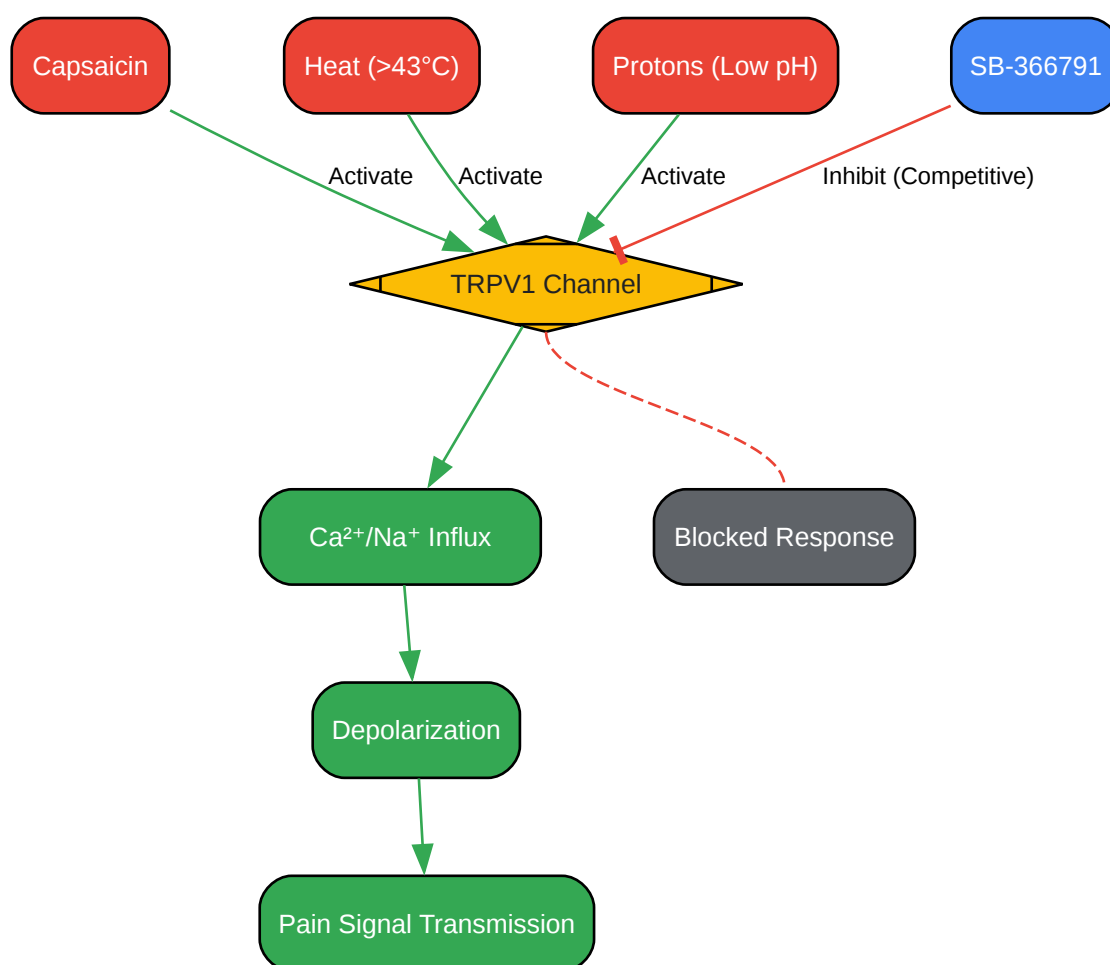 Capsaicin
Heat (>43°C)
Protons (Low pH)
SB-366791
Activate
Activate
Activate
Inhibit (Competitive)
TRPV1 Channel
Ca²⁺/Na⁺ Influx
Blocked Response
Depolarization
Pain Signal Transmission